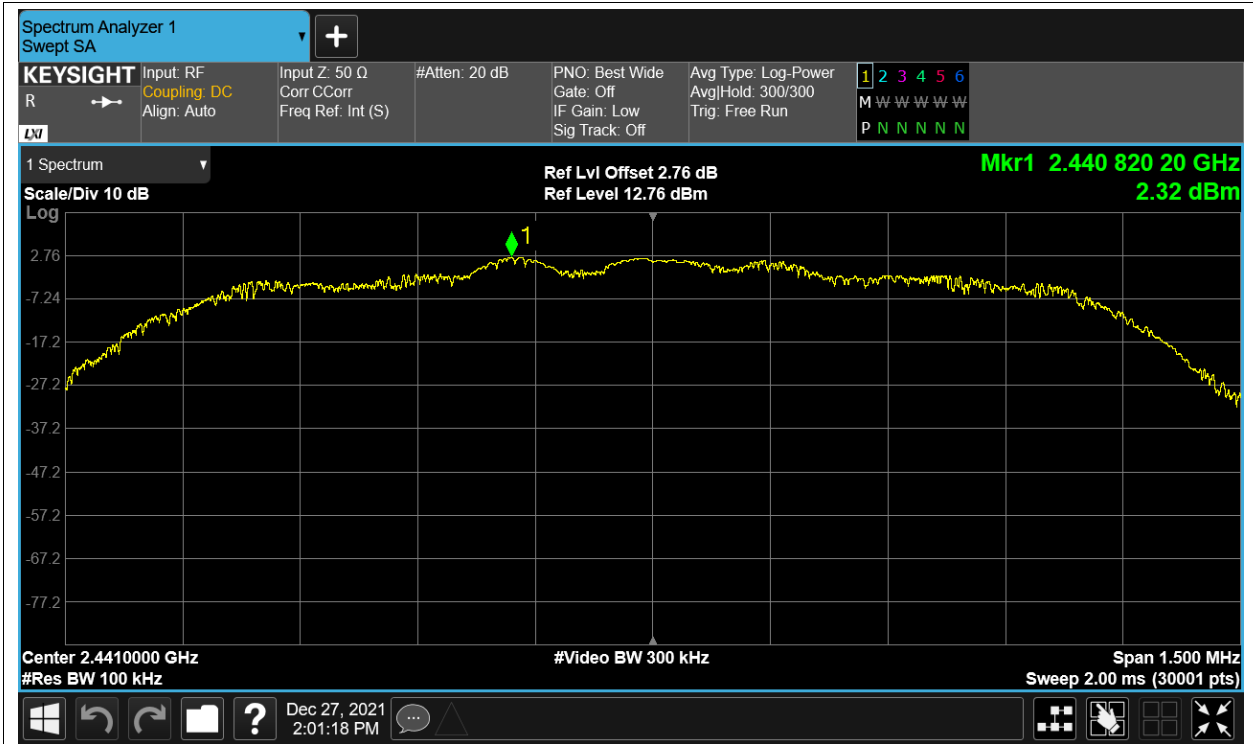 Spectrum Analyzer 1
Swept SA
KEYSIGHT
R
LXI
Input: RF
Coupling: DC
Align: Auto
Input Z: 50 Ω
Corr CCorr
Freq Ref: Int (S)
#Atten: 20 dB
PNO: Best Wide
Gate: Off
IF Gain: Low
Sig Track: Off
Avg Type: Log-Power
Avg|Hold: 300/300
Trig: Free Run
1 2 3 4 5 6
M W W W W W
P N N N N N
1 Spectrum
Scale/Div 10 dB
Log
Ref Lvl Offset 2.76 dB
Ref Level 12.76 dBm
Mkr1 2.440 820 20 GHz
2.32 dBm
1
2.76
-7.24
-17.2
-27.2
-37.2
-47.2
-57.2
-67.2
-77.2
Center 2.4410000 GHz
#Res BW 100 kHz
#Video BW 300 kHz
Span 1.500 MHz
Sweep 2.00 ms (30001 pts)
?
Dec 27, 2021
2:01:18 PM